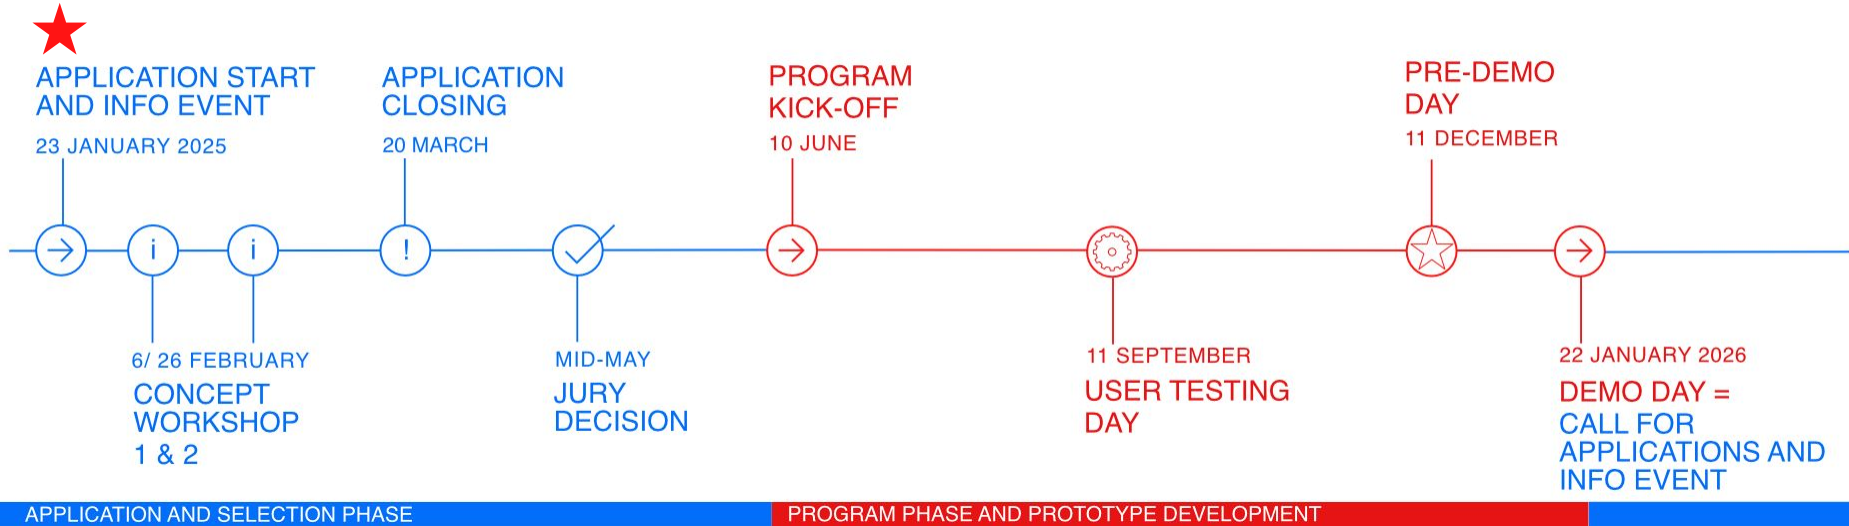 APPLICATION START
AND INFO EVENT
23 JANUARY 2025
APPLICATION
CLOSING
20 MARCH
PROGRAM
KICK-OFF
10 JUNE
PRE-DEMO
DAY
11 DECEMBER
i
i
!
6/ 26 FEBRUARY
CONCEPT
WORKSHOP
1 & 2
MID-MAY
JURY
DECISION
11 SEPTEMBER
USER TESTING
DAY
22 JANUARY 2026
DEMO DAY =
CALL FOR
APPLICATIONS AND
INFO EVENT
APPLICATION AND SELECTION PHASE
PROGRAM PHASE AND PROTOTYPE DEVELOPMENT